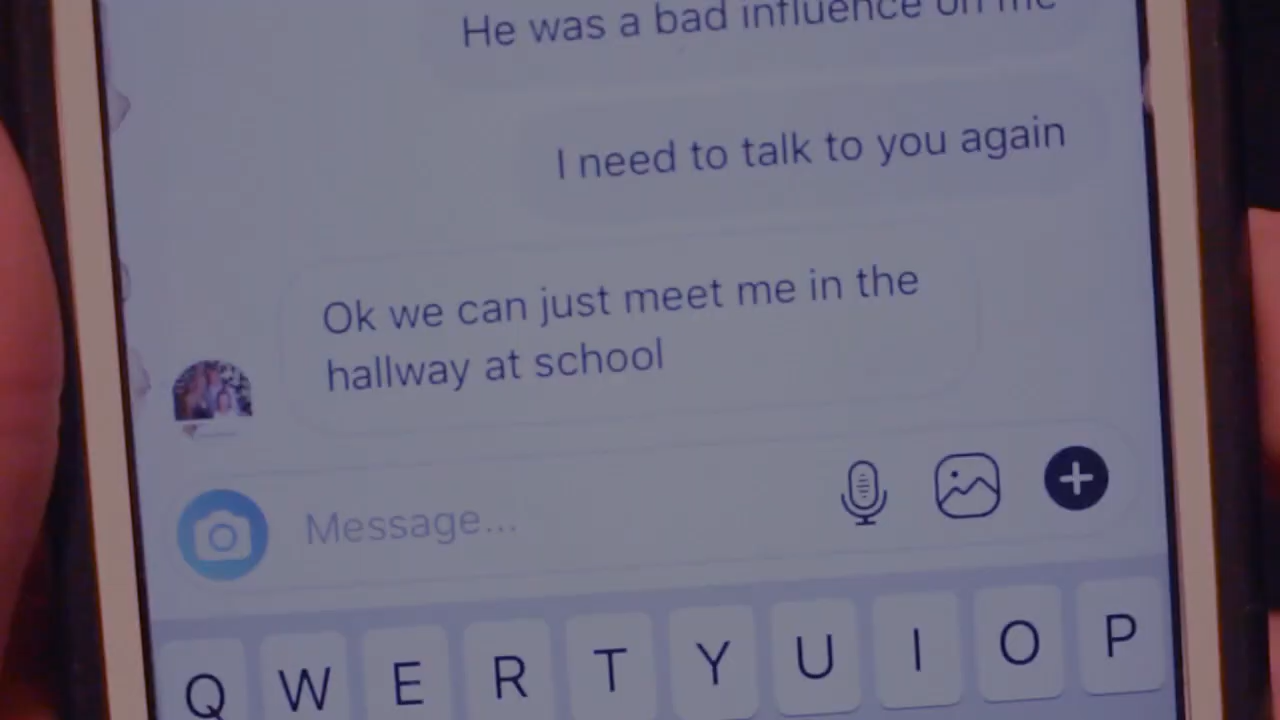 He was a bad influence on me
I need to talk to you again
Ok we can just meet me in the
hallway at school
Message...
Q W E R T Y U I O P